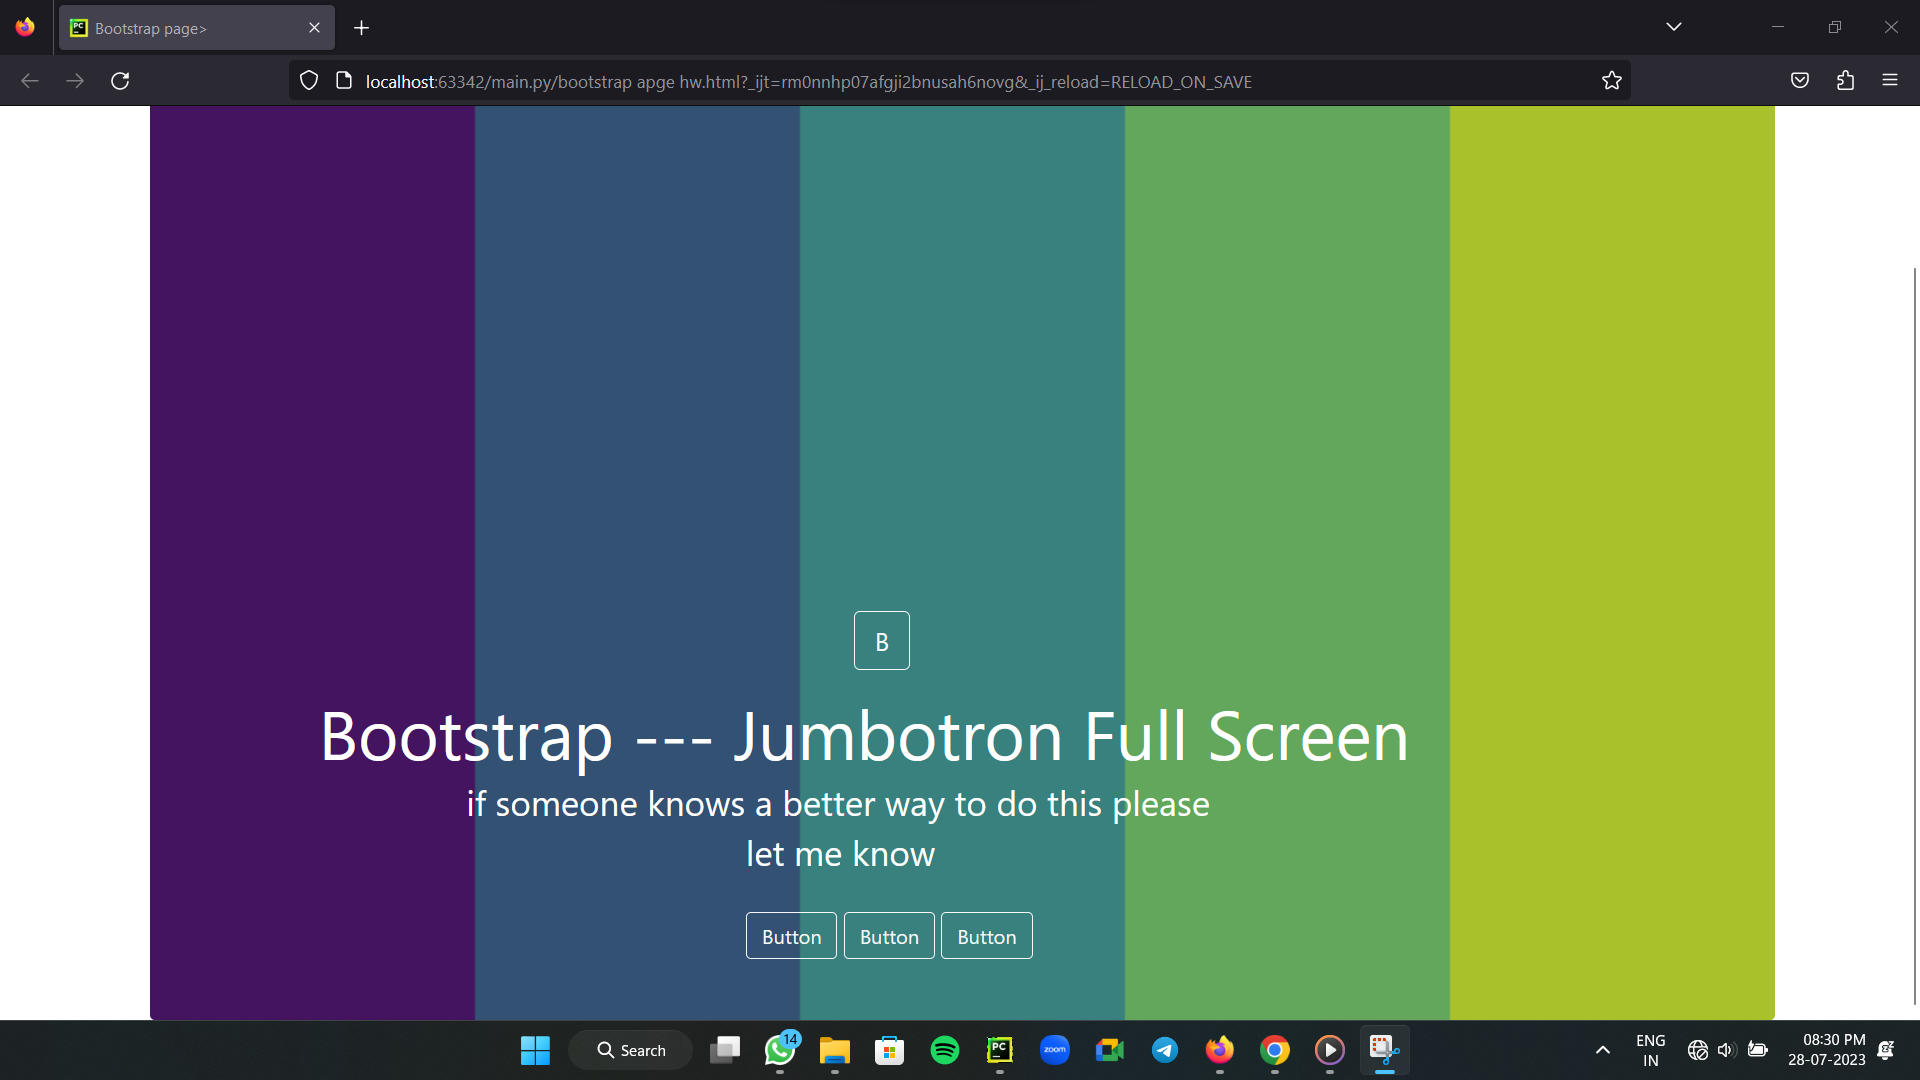 Bootstrap page>
localhost:63342/main.py/bootstrap apge hw.html?_ijt=rm0nnhp07afgji2bnusah6novg&_ij_reload=RELOAD_ON_SAVE
B
Bootstrap --- Jumbotron Full Screen
if someone knows a better way to do this please
let me know
Button Button Button
Search
14
PC
zoom
ENG
IN
08:30 PM
28-07-2023